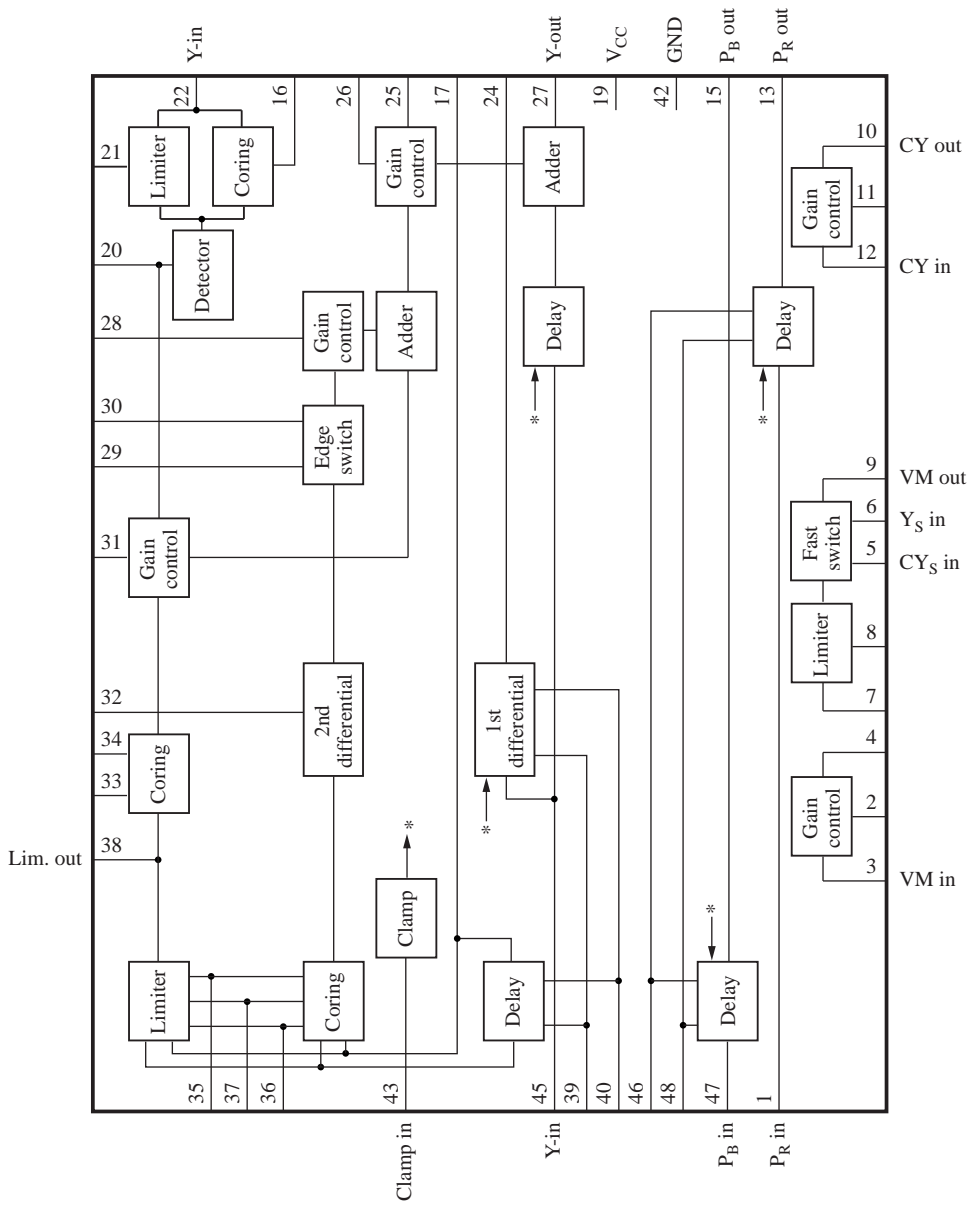 Y-in
Y-out
V_CC
GND
P_B out
P_R out
22
16
26
25
17
24
27
19
42
15
13
21
Limiter
Coring
Gain control
Adder
10
CY out
Gain control
11
20
Detector
12
CY in
28
Gain control
Adder
Delay
*
Delay
*
30
29
Edge switch
9
VM out
6
Y_S in
31
Gain control
Fast switch
5
CY_S in
Limiter
8
32
2nd differential
1st differential
*
7
34
33
Coring
4
Gain control
2
38
Lim. out
*
Clamp
3
VM in
*
Limiter
Coring
Delay
Delay
35
37
36
43
45
39
40
46
48
47
1
Clamp in
Y-in
P_B in
P_R in